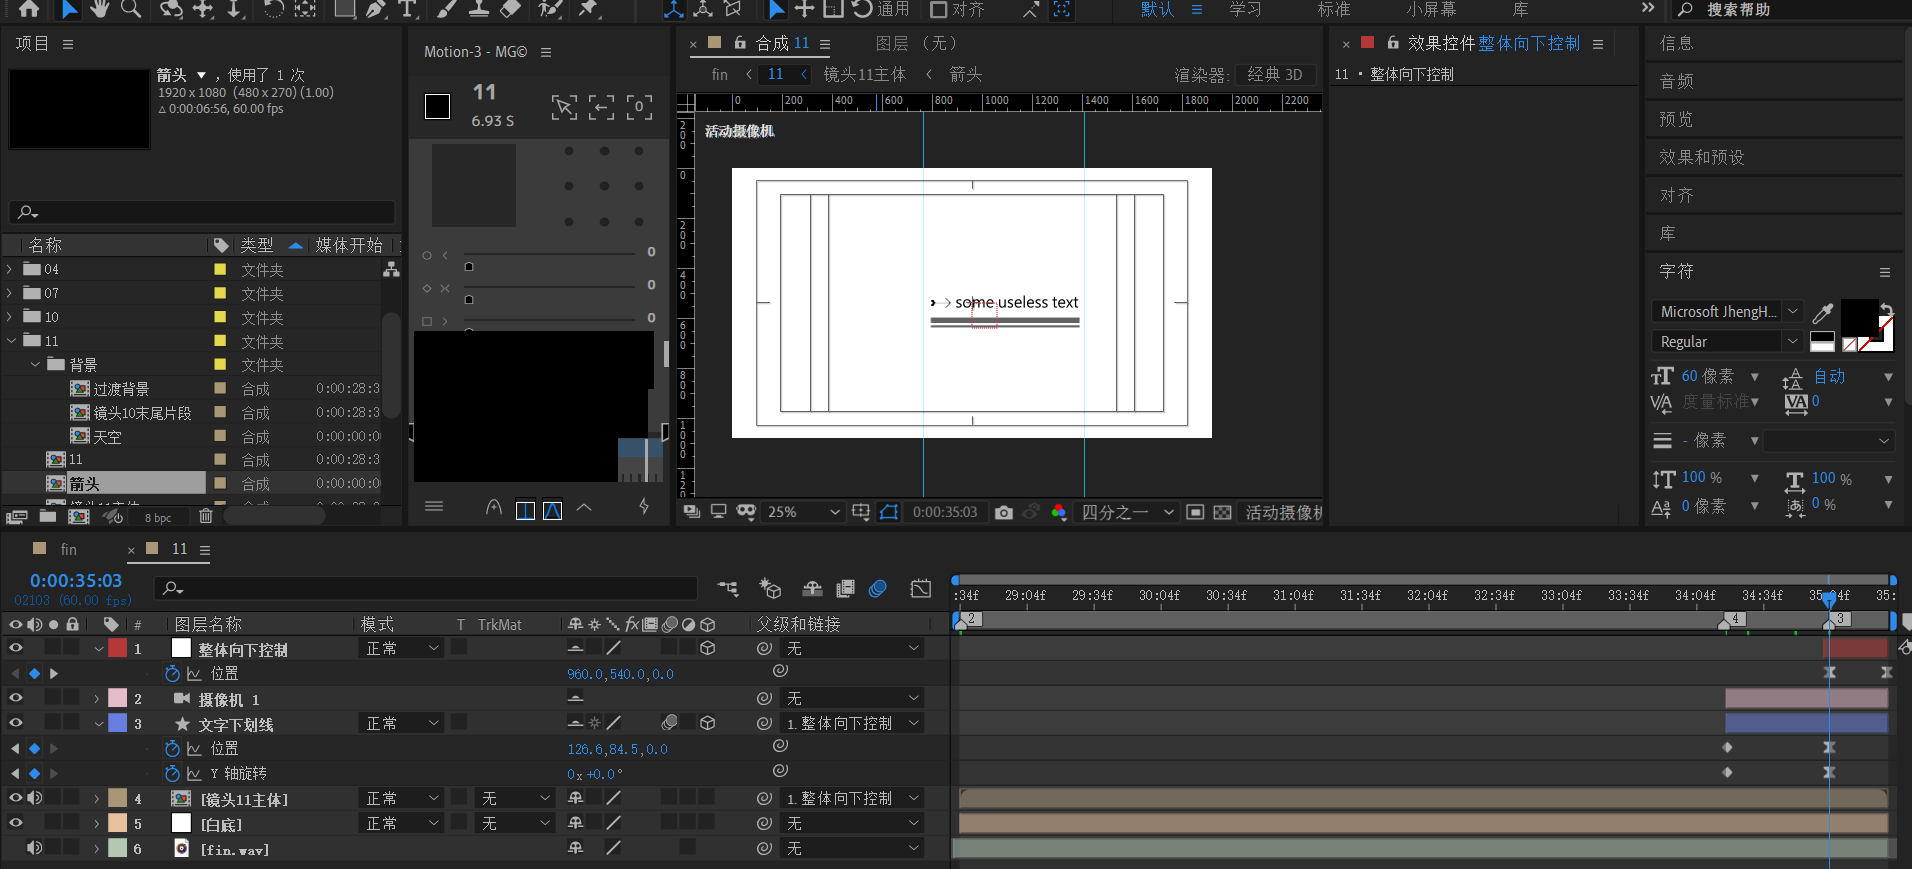 通用
对齐
默认
学习
标准
小屏幕
库
搜索帮助
项目
箭头 ▼ ，使用了 1 次
1920 x 1080 (480 x 270) (1.00)
△ 0:00:06:56, 60.00 fps
名称 类型 媒体开始
04 文件夹
07 文件夹
10 文件夹
11 文件夹
背景 文件夹
过渡背景 合成 0:00:28:3
镜头10末尾片段 合成 0:00:28:3
天空 合成 0:00:00:0
11 合成 0:00:28:3
箭头 合成 0:00:00:0
镜头11主体
8 bpc
Motion-3 - MG©
11
6.93 S
0
0
0
0
合成 11
图层 （无）
fin ‹ 11 ‹ 镜头11主体 ‹ 箭头
渲染器: 经典 3D
0 200 400 600 800 1000 1200 1400 1600 1800 2000 2200
200
0
200
400
600
800
1000
120
活动摄像机
some useless text
25%
0:00:35:03
四分之一
活动摄像机
效果控件 整体向下控制
11 • 整体向下控制
信息
音频
预览
效果和预设
对齐
库
字符
Microsoft JhengH...
Regular
60 像素
自动
度量标准
0
- 像素
100 %
100 %
0 像素
0 %
fin
11
0:00:35:03
02103 (60.00 fps)
:34f 29:04f 29:34f 30:04f 30:34f 31:04f 31:34f 32:04f 32:34f 33:04f 33:34f 34:04f 34:34f 35:04f 35:
2 4 3
# 图层名称 模式 T TrkMat fx 父级和链接
1 整体向下控制 正常 无
位置 960.0,540.0,0.0
2 摄像机 1 无
3 文字下划线 正常 1. 整体向下控制
位置 126.6,84.5,0.0
Y 轴旋转 0x+0.0°
4 [镜头11主体] 正常 无 1. 整体向下控制
5 [白底] 正常 无 无
6 [fin.wav] 无